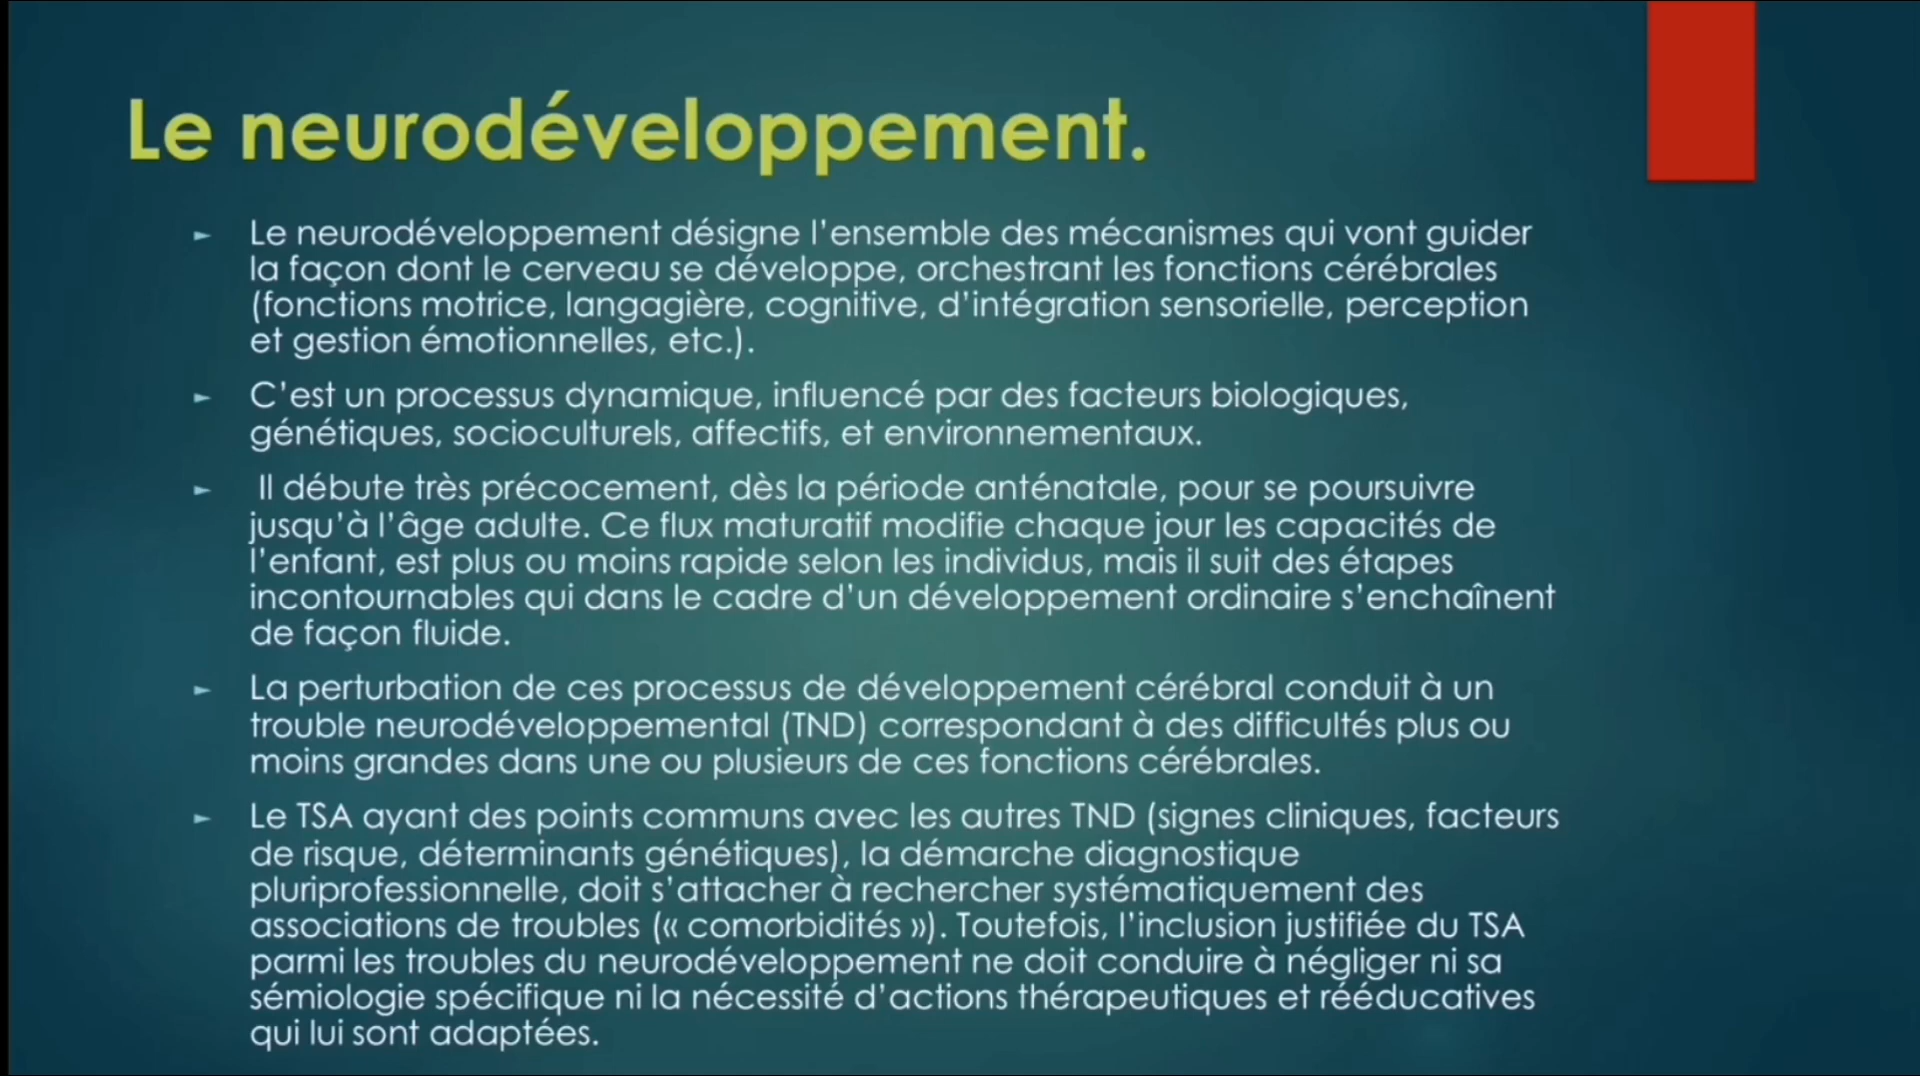 Le neurodéveloppement.
► Le neurodéveloppement désigne l'ensemble des mécanismes qui vont guider
la façon dont le cerveau se développe, orchestrant les fonctions cérébrales
(fonctions motrice, langagière, cognitive, d'intégration sensorielle, perception
et gestion émotionnelles, etc.).
► C'est un processus dynamique, influencé par des facteurs biologiques,
génétiques, socioculturels, affectifs, et environnementaux.
► Il débute très précocement, dès la période anténatale, pour se poursuivre
jusqu'à l'âge adulte. Ce flux maturatif modifie chaque jour les capacités de
l'enfant, est plus ou moins rapide selon les individus, mais il suit des étapes
incontournables qui dans le cadre d'un développement ordinaire s'enchaînent
de façon fluide.
► La perturbation de ces processus de développement cérébral conduit à un
trouble neurodéveloppemental (TND) correspondant à des difficultés plus ou
moins grandes dans une ou plusieurs de ces fonctions cérébrales.
► Le TSA ayant des points communs avec les autres TND (signes cliniques, facteurs
de risque, déterminants génétiques), la démarche diagnostique
pluriprofessionnelle, doit s'attacher à rechercher systématiquement des
associations de troubles (« comorbidités »). Toutefois, l'inclusion justifiée du TSA
parmi les troubles du neurodéveloppement ne doit conduire à négliger ni sa
sémiologie spécifique ni la nécessité d'actions thérapeutiques et rééducatives
qui lui sont adaptées.